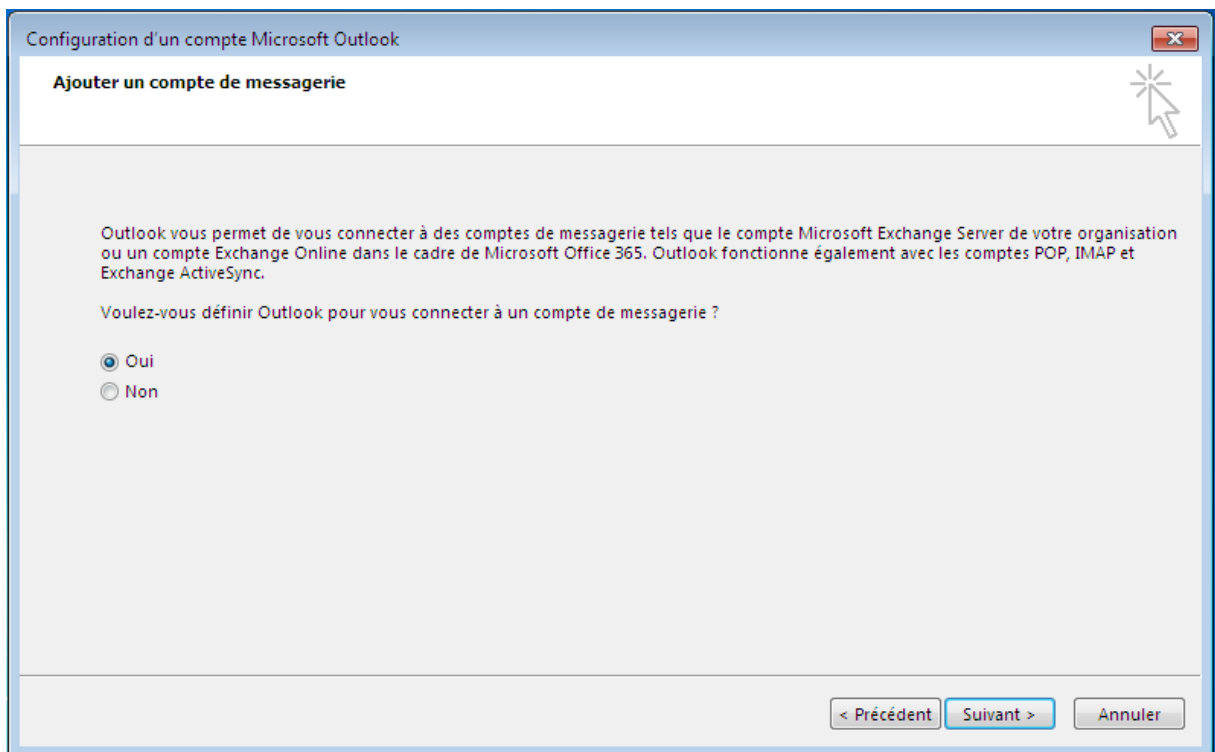 Configuration d'un compte Microsoft Outlook
Ajouter un compte de messagerie
Outlook vous permet de vous connecter à des comptes de messagerie tels que le compte Microsoft Exchange Server de votre organisation
ou un compte Exchange Online dans le cadre de Microsoft Office 365. Outlook fonctionne également avec les comptes POP, IMAP et
Exchange ActiveSync.
Voulez-vous définir Outlook pour vous connecter à un compte de messagerie ?
Oui
Non
< Précédent Suivant > Annuler